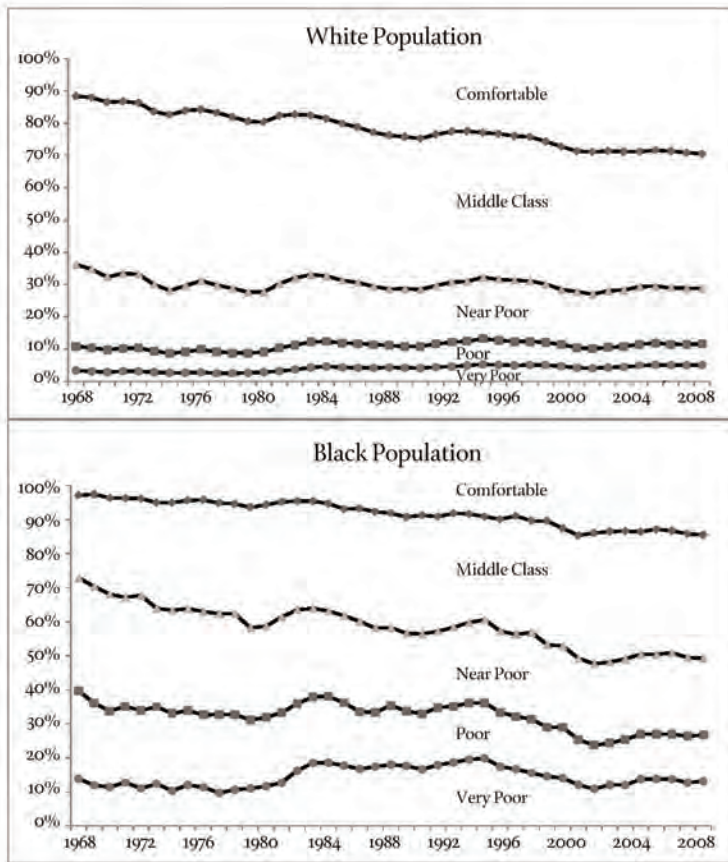 White Population
100%
90%
80%
70%
60%
50%
40%
30%
20%
10%
0%
Comfortable
Middle Class
Near Poor
Poor
Very Poor
1968 1972 1976 1980 1984 1988 1992 1996 2000 2004 2008
Black Population
100%
90%
80%
70%
60%
50%
40%
30%
20%
10%
0%
Comfortable
Middle Class
Near Poor
Poor
Very Poor
1968 1972 1976 1980 1984 1988 1992 1996 2000 2004 2008